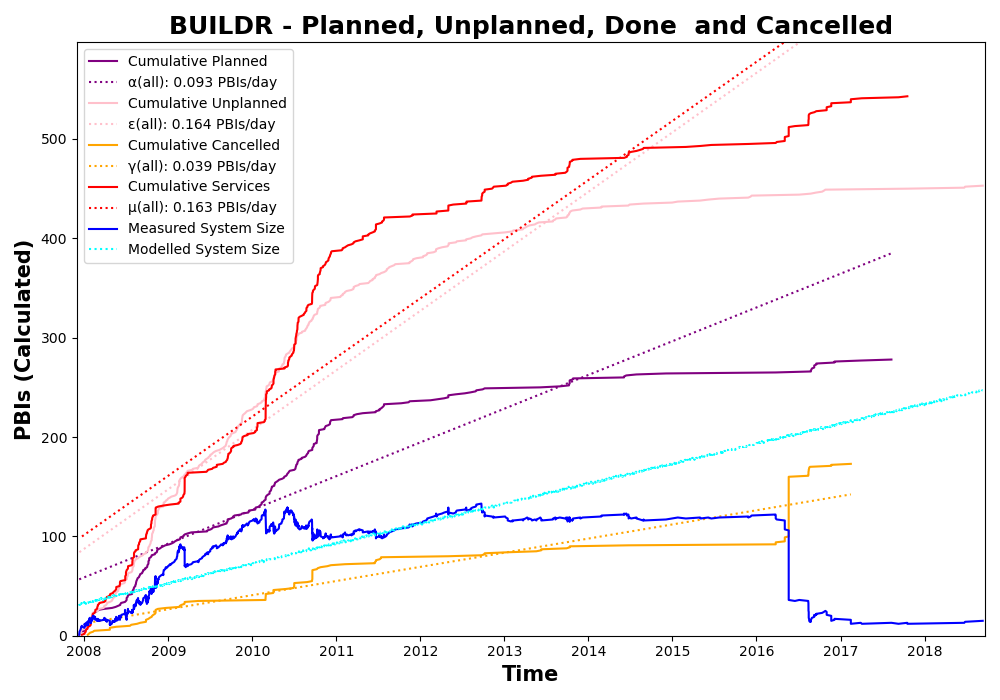 BUILDR - Planned, Unplanned, Done  and Cancelled
Cumulative Planned
α(all): 0.093 PBIs/day
Cumulative Unplanned
ε(all): 0.164 PBIs/day
Cumulative Cancelled
γ(all): 0.039 PBIs/day
Cumulative Services
μ(all): 0.163 PBIs/day
Measured System Size
Modelled System Size
PBIs (Calculated)
500
400
300
200
100
0
2008 2009 2010 2011 2012 2013 2014 2015 2016 2017 2018
Time